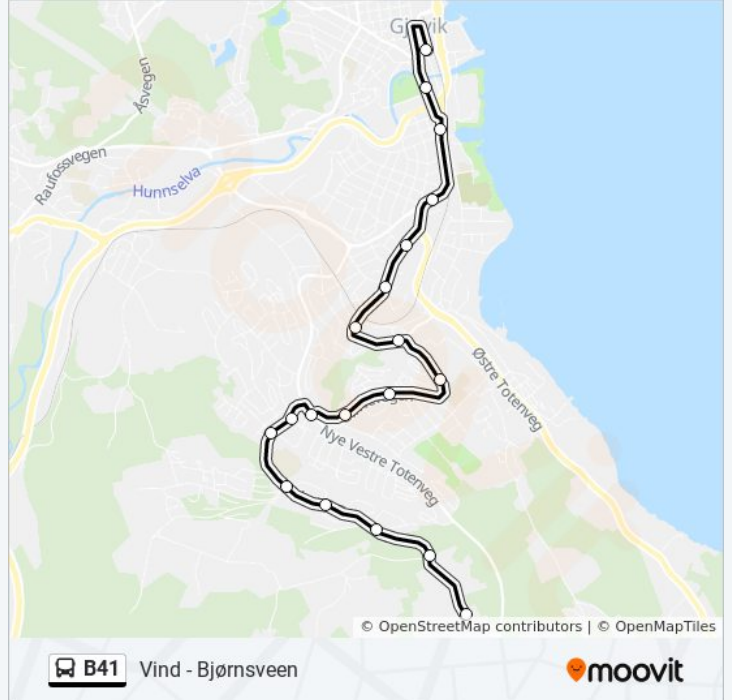 Gjøvik
Åsvegen
Raufossvegen
Hunnselva
Østre Totenveg
Nye Vestre Totenveg
© OpenStreetMap contributors | © OpenMapTiles
B41 Vind - Bjørnsveen
moovit